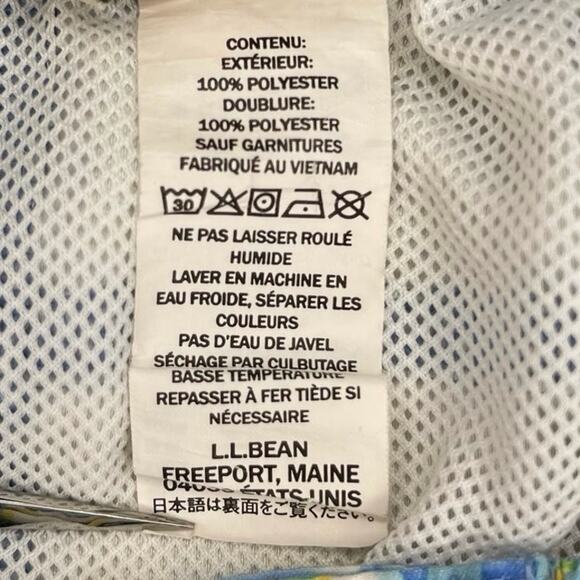 CONTENU:
EXTÉRIEUR:
100% POLYESTER
DOUBLURE:
100% POLYESTER
SAUF GARNITURES
FABRIQUÉ AU VIETNAM
30
NE PAS LAISSER ROULÉ
HUMIDE
LAVER EN MACHINE EN
EAU FROIDE, SÉPARER LES
COULEURS
PAS D'EAU DE JAVEL
SÉCHAGE PAR CULBUTAGE
BASSE TEMPÉRATURE
REPASSER À FER TIÈDE SI
NÉCESSAIRE
L.L.BEAN
FREEPORT, MAINE
ÉTATS-UNIS
日本語は裏面をご覧ください。